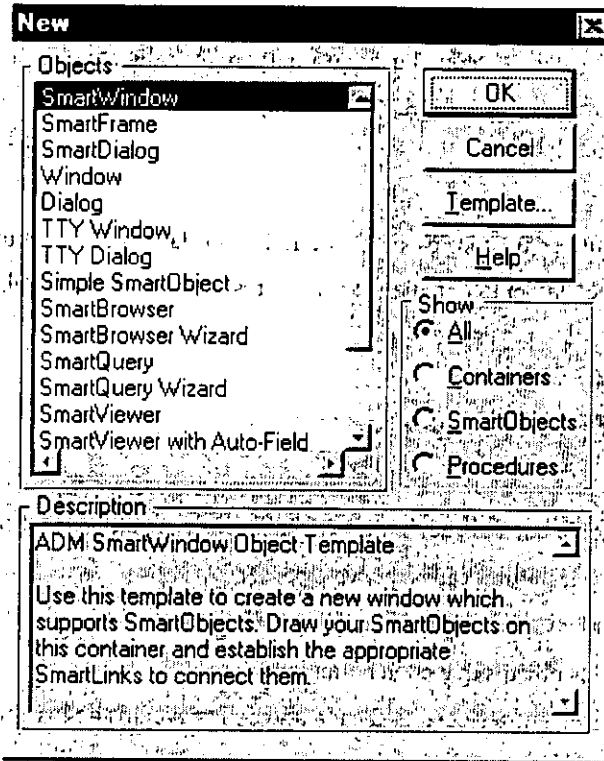 New
Objects
SmartWindow
SmartFrame
SmartDialog
Window
Dialog
TTY Window
TTY Dialog
Simple SmartObject
SmartBrowser
SmartBrowser Wizard
SmartQuery
SmartQuery Wizard
SmartViewer
SmartViewer with Auto-Field
OK
Cancel
Template...
Help
Show
All
Containers
SmartObjects
Procedures
Description
ADM SmartWindow Object Template
Use this template to create a new window which
supports SmartObjects. Draw your SmartObjects on
this container and establish the appropriate
SmartLinks to connect them.